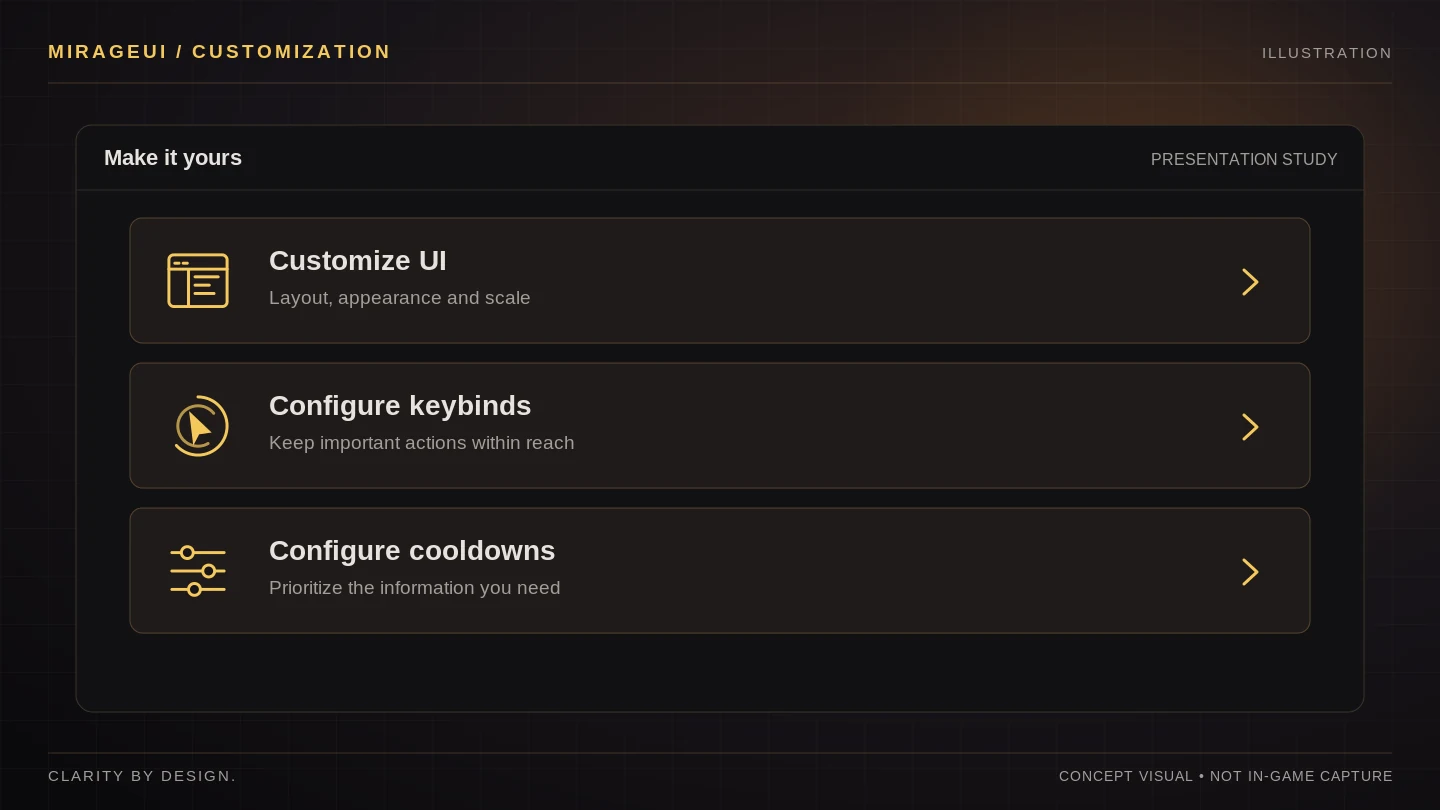 MIRAGEUI / CUSTOMIZATION
ILLUSTRATION
Make it yours
PRESENTATION STUDY
Customize UI
Layout, appearance and scale
Configure keybinds
Keep important actions within reach
Configure cooldowns
Prioritize the information you need
CLARITY BY DESIGN.
CONCEPT VISUAL • NOT IN-GAME CAPTURE